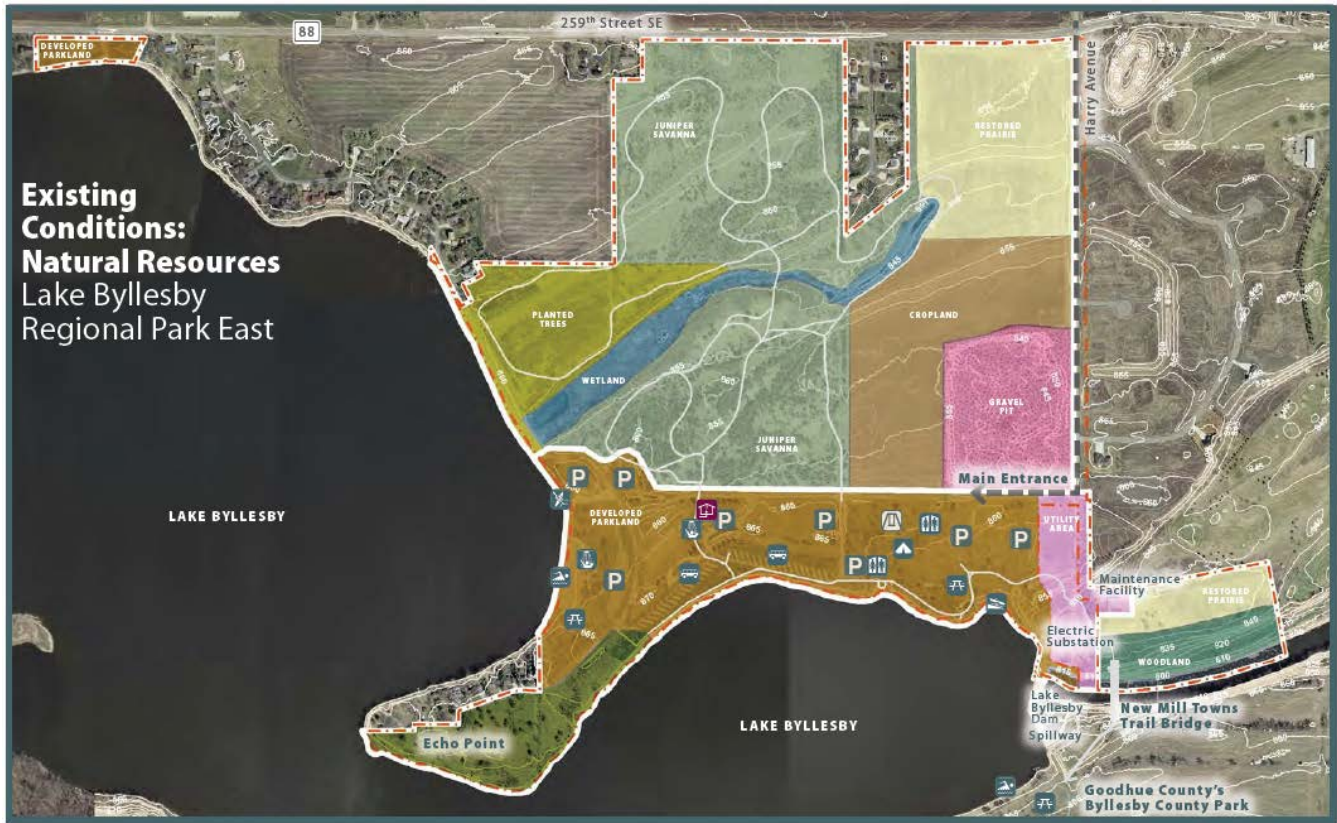 259th Street SE
88
DEVELOPED
PARKLAND
Harry Avenue
JUNIPER
SAVANNA
RESTORED
PRAIRIE
Existing
Conditions:
Natural Resources
Lake Byllesby
Regional Park East
PLANTED
TREES
CROPLAND
WETLAND
GRAVEL
PIT
JUNIPER
SAVANNA
Main Entrance
LAKE BYLLESBY
DEVELOPED
PARKLAND
P
P
P
P
P
P
P
P
UTILITY
AREA
Maintenance
Facility
RESTORED
PRAIRIE
Electric
Substation
WOODLAND
Lake
Byllesby
Dam
Spillway
New Mill Towns
Trail Bridge
LAKE BYLLESBY
Echo Point
Goodhue County's
Byllesby County Park